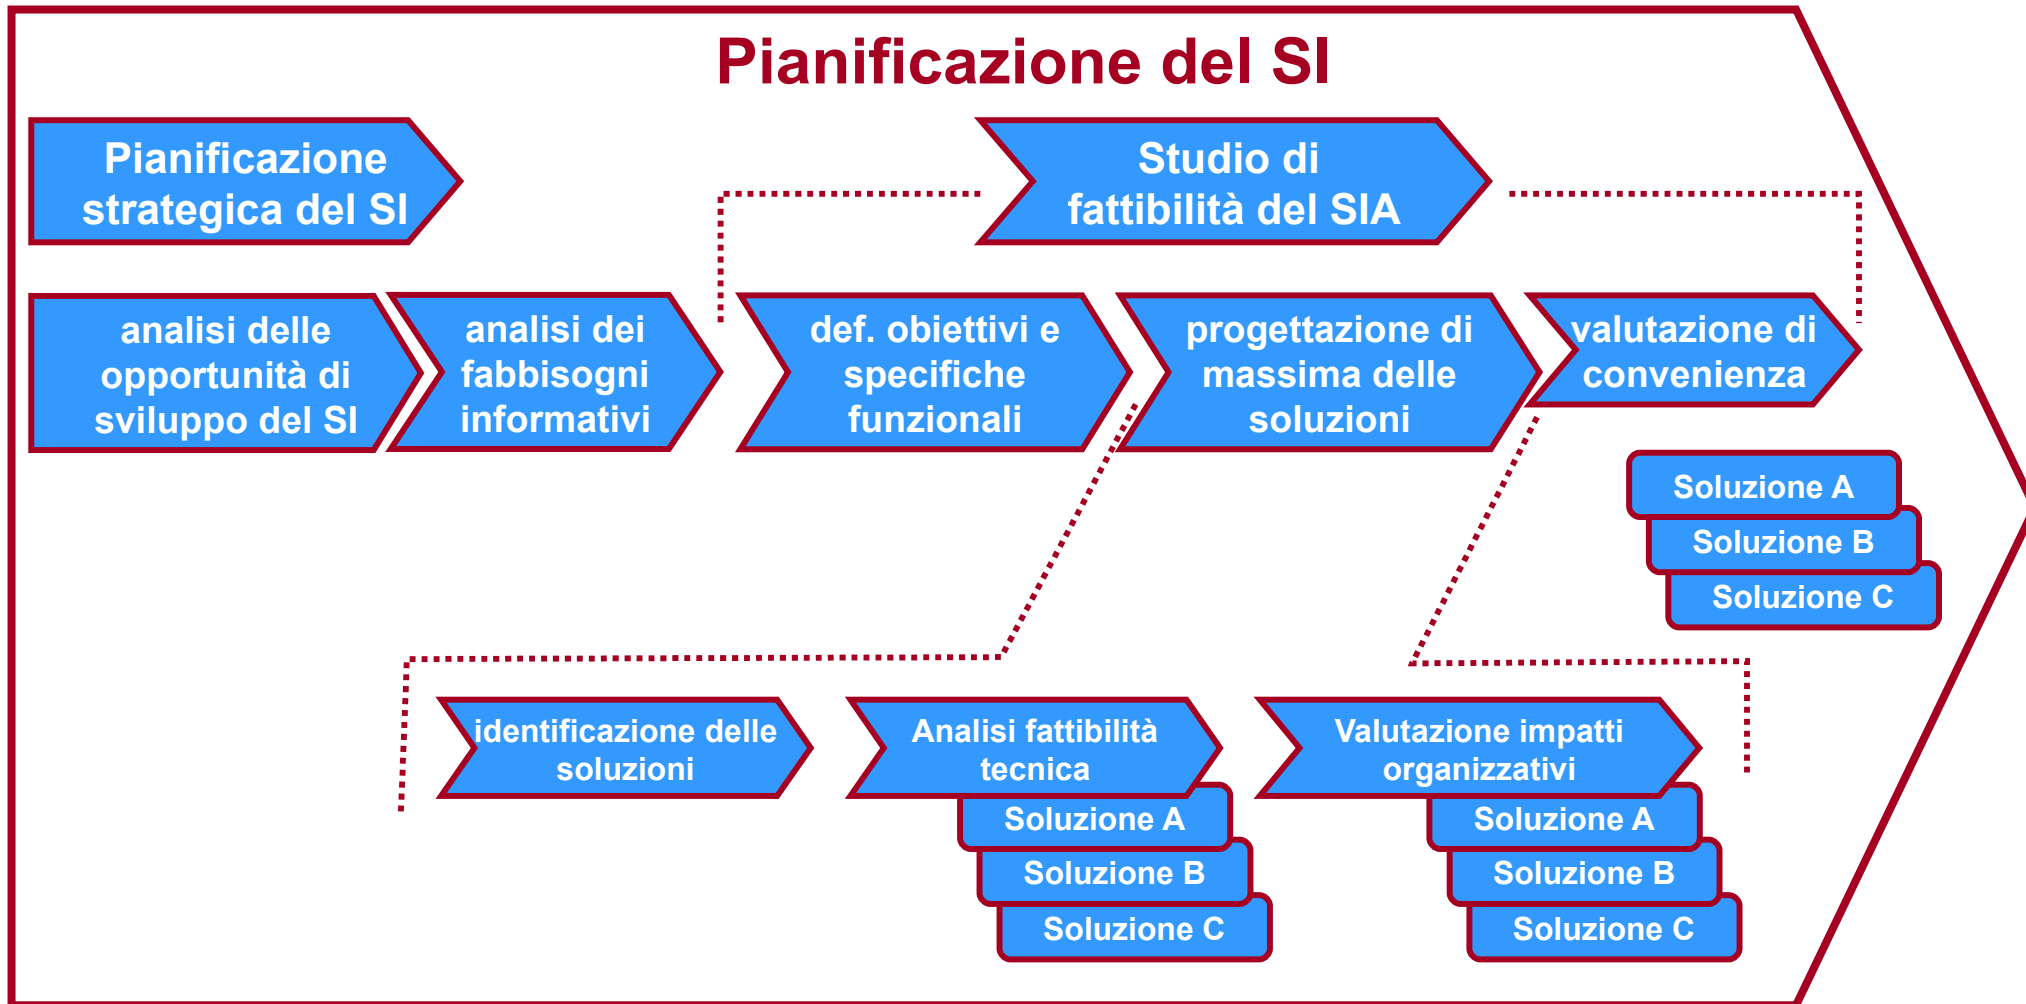 Pianificazione del SI
Pianificazione
strategica del SI
Studio di
fattibilità del SIA
analisi delle
opportunità di
sviluppo del SI
analisi dei
fabbisogni
informativi
def. obiettivi e
specifiche
funzionali
progettazione di
massima delle
soluzioni
valutazione di
convenienza
Soluzione A
Soluzione B
Soluzione C
identificazione delle
soluzioni
Analisi fattibilità
tecnica
Soluzione A
Soluzione B
Soluzione C
Valutazione impatti
organizzativi
Soluzione A
Soluzione B
Soluzione C